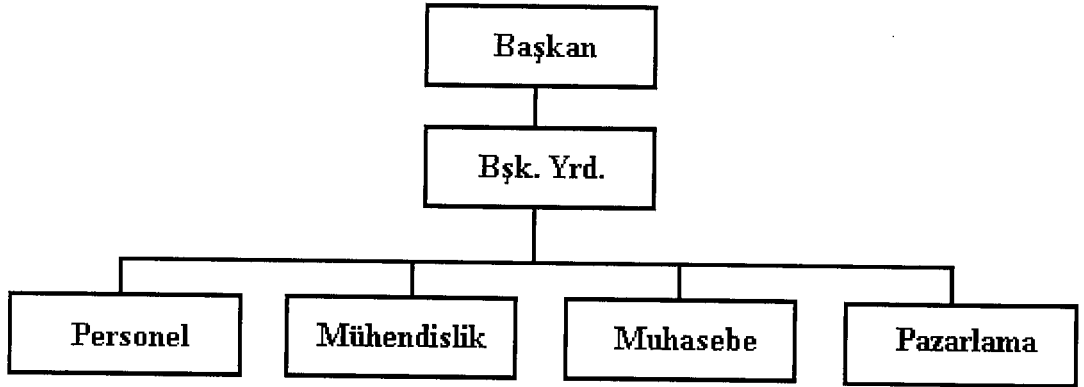 Başkan
Bşk. Yrd.
Personel
Mühendislik
Muhasebe
Pazarlama